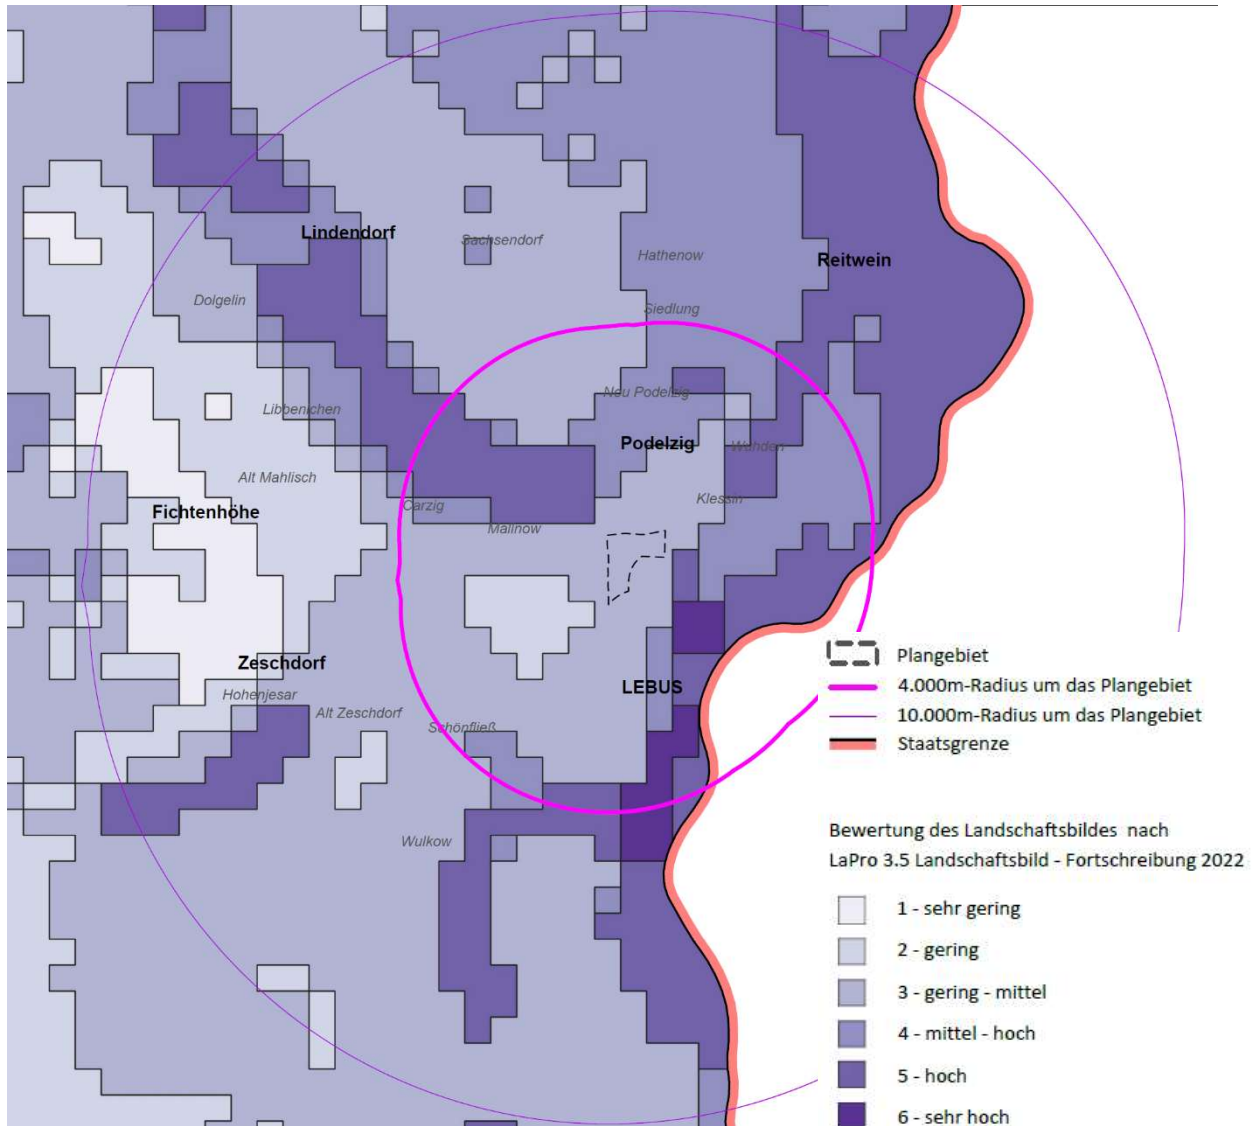 Lindendorf
Sachsendorf
Hathenow
Reitwein
Dolgelin
Siedlung
Neu Podelzig
Libbenichen
Podelzig
Wuhden
Alt Mahlisch
Klessin
Carzig
Fichtenhöhe
Mallnow
Zeschdorf
Plangebiet
LEBUS
4.000m-Radius um das Plangebiet
Hohenjesar
Alt Zeschdorf
10.000m-Radius um das Plangebiet
Schönfließ
Staatsgrenze
Wulkow
Bewertung des Landschaftsbildes nach
LaPro 3.5 Landschaftsbild - Fortschreibung 2022
1 - sehr gering
2 - gering
3 - gering - mittel
4 - mittel - hoch
5 - hoch
6 - sehr hoch